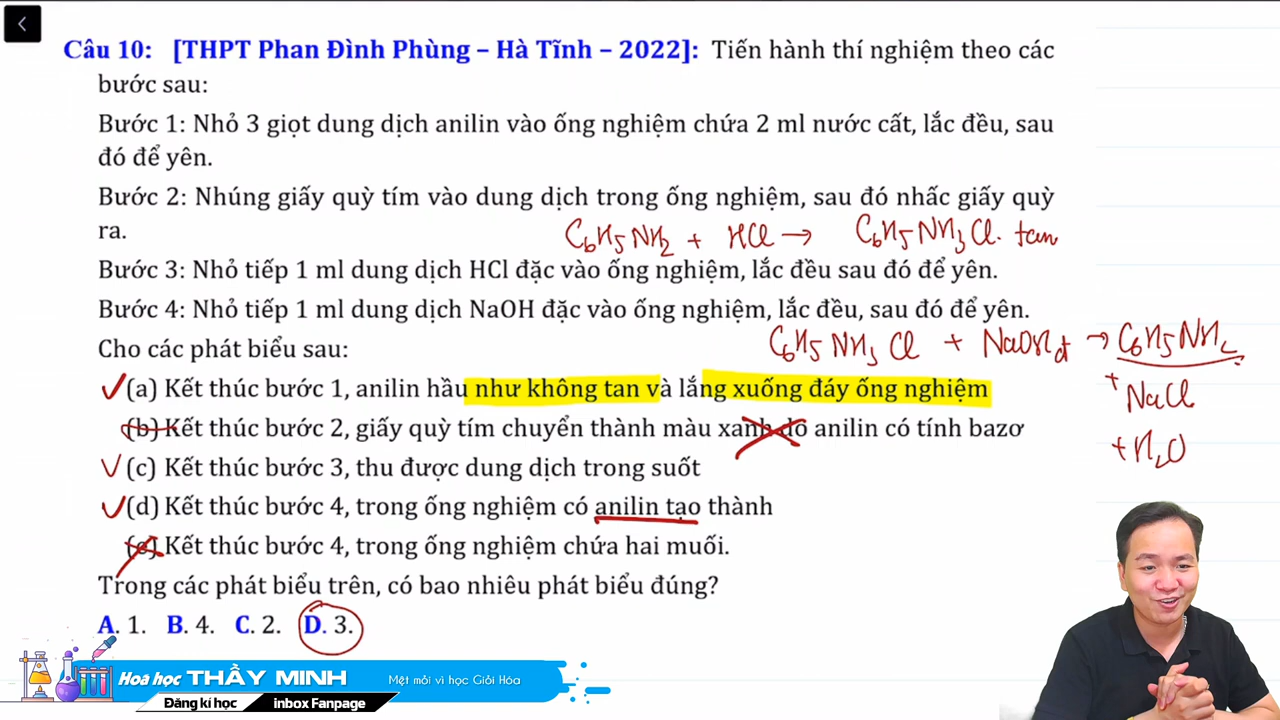 Câu 10: [THPT Phan Đình Phùng – Hà Tĩnh – 2022]: Tiến hành thí nghiệm theo các
bước sau:
Bước 1: Nhỏ 3 giọt dung dịch anilin vào ống nghiệm chứa 2 ml nước cất, lắc đều, sau
đó để yên.
Bước 2: Nhúng giấy quỳ tím vào dung dịch trong ống nghiệm, sau đó nhấc giấy quỳ
ra.
C6H5NH2 + HCl → C6H5NH3Cl. tan
Bước 3: Nhỏ tiếp 1 ml dung dịch HCl đặc vào ống nghiệm, lắc đều sau đó để yên.
Bước 4: Nhỏ tiếp 1 ml dung dịch NaOH đặc vào ống nghiệm, lắc đều, sau đó để yên.
C6H5NH3Cl + NaOH đ → C6H5NH2
Cho các phát biểu sau:
(a) Kết thúc bước 1, anilin hầu như không tan và lắng xuống đáy ống nghiệm
+ NaCl
(b) Kết thúc bước 2, giấy quỳ tím chuyển thành màu xanh do anilin có tính bazơ
+ H2O
(c) Kết thúc bước 3, thu được dung dịch trong suốt
(d) Kết thúc bước 4, trong ống nghiệm có anilin tạo thành
(e) Kết thúc bước 4, trong ống nghiệm chứa hai muối.
Trong các phát biểu trên, có bao nhiêu phát biểu đúng?
A. 1. B. 4. C. 2. D. 3.
Hoá học THẦY MINH
Mệt mỏi vì học Giỏi Hóa
Đăng kí học inbox Fanpage